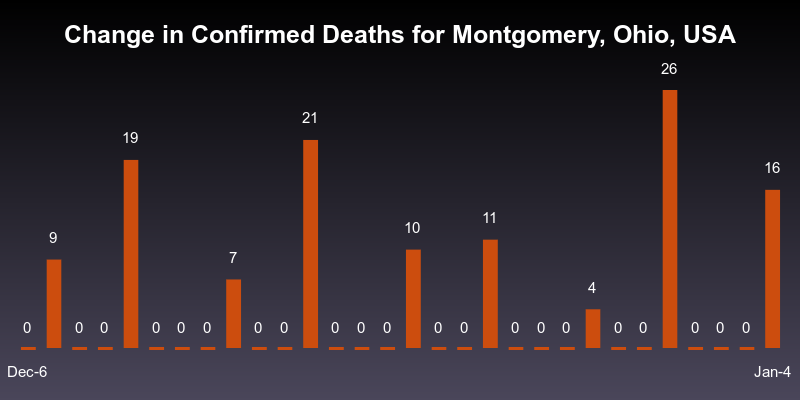 Change in Confirmed Deaths for Montgomery, Ohio, USA
0 9 0 0 19 0 0 0 7 0 0 21 0 0 0 10 0 0 11 0 0 0 4 0 0 26 0 0 0 16
Dec-6 Jan-4